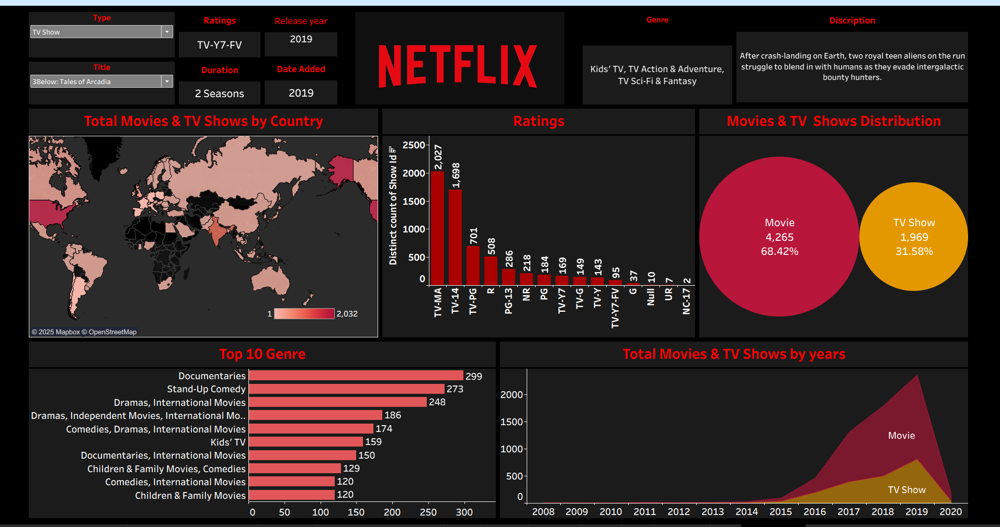 Type
TV Show
Title
3Below: Tales of Arcadia
Ratings
TV-Y7-FV
Release year
2019
Duration
2 Seasons
Date Added
2019
NETFLIX
Genre
Kids' TV, TV Action & Adventure,
TV Sci-Fi & Fantasy
Discription
After crash-landing on Earth, two royal teen aliens on the run
struggle to blend in with humans as they evade intergalactic
bounty hunters.
Total Movies & TV Shows by Country
1
2,032
© 2025 Mapbox © OpenStreetMap
Ratings
Distinct count of Show Id
2500
2000
1500
1000
500
0
2,027
1,698
701
508
286
218
184
169
149
143
95
37
10
7
2
TV-MA
TV-14
TV-PG
R
PG-13
NR
PG
TV-Y7
TV-G
TV-Y
TV-Y7-FV
G
Null
UR
NC-17
Movies & TV  Shows Distribution
Movie
4,265
68.42%
TV Show
1,969
31.58%
Top 10 Genre
Documentaries 299
Stand-Up Comedy 273
Dramas, International Movies 248
Dramas, Independent Movies, International Mo.. 186
Comedies, Dramas, International Movies 174
Kids' TV 159
Documentaries, International Movies 150
Children & Family Movies, Comedies 129
Comedies, International Movies 120
Children & Family Movies 120
0 50 100 150 200 250 300
Total Movies & TV Shows by years
2000
1500
1000
500
0
Movie
TV Show
2008 2009 2010 2011 2012 2013 2014 2015 2016 2017 2018 2019 2020